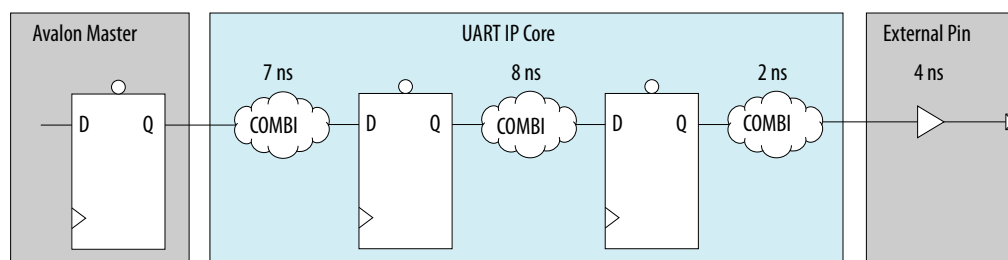 Avalon Master
UART IP Core
External Pin
7 ns
8 ns
2 ns
4 ns
D
Q
COMBI
D
Q
COMBI
D
Q
COMBI